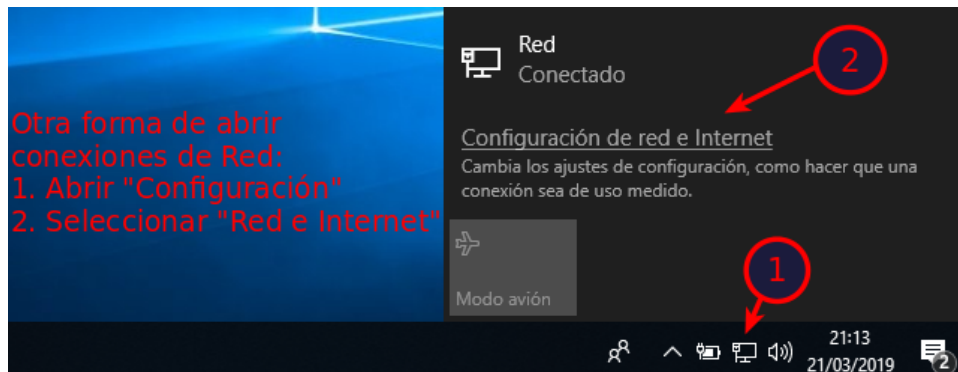 Otra forma de abrir
conexiones de Red:
1. Abrir "Configuración"
2. Seleccionar "Red e Internet"
Red
Conectado
2
Configuración de red e Internet
Cambia los ajustes de configuración, como hacer que una
conexión sea de uso medido.
1
Modo avión
21:13
21/03/2019
2